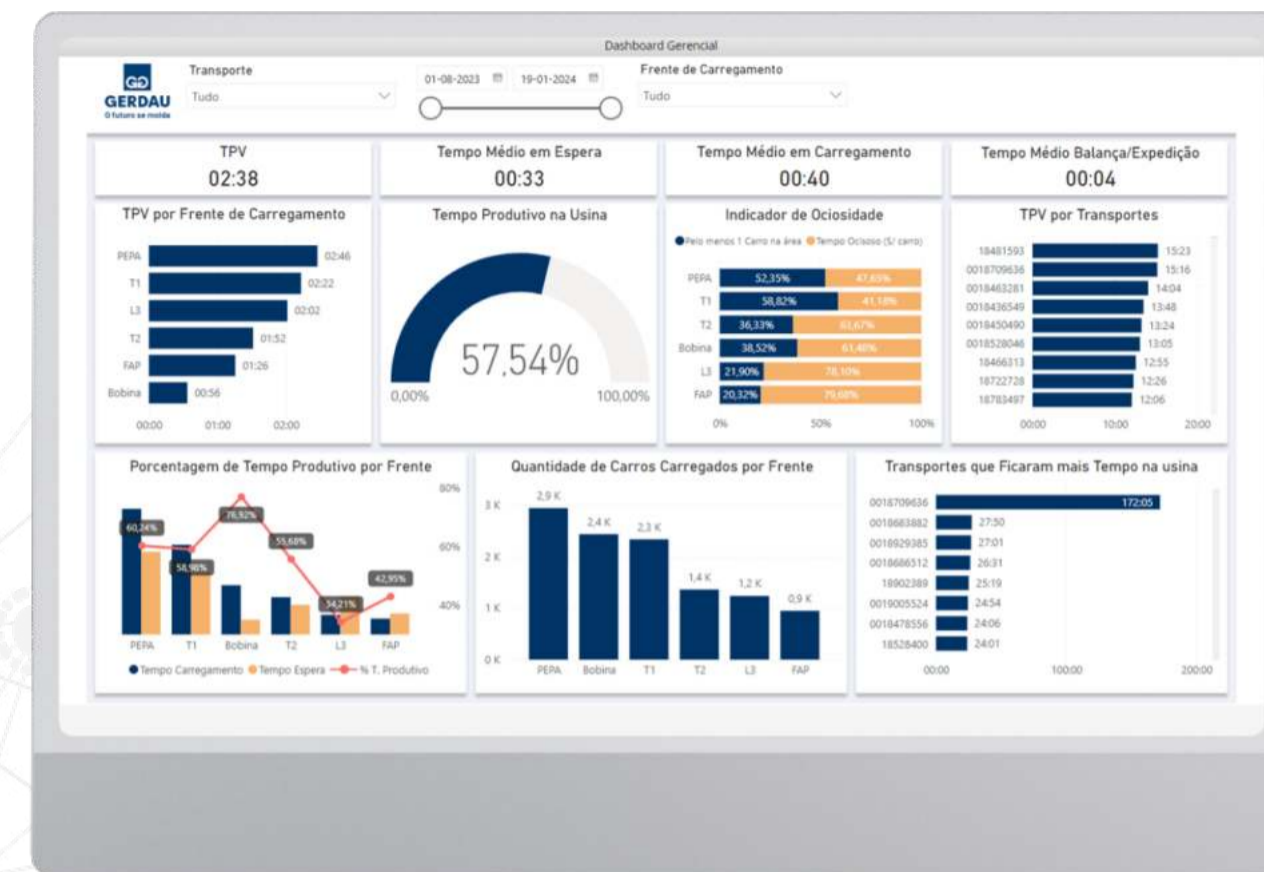 Dashboard Gerencial
GERDAU
O futuro se molda
Transporte
Tudo
01-08-2023
19-01-2024
Frente de Carregamento
Tudo
TPV
02:38
Tempo Médio em Espera
00:33
Tempo Médio em Carregamento
00:40
Tempo Médio Balança/Expedição
00:04
TPV por Frente de Carregamento
PEPA 02:46
T1 02:22
L3 02:02
T2 01:52
FAP 01:26
Bobina 00:56
00:00 01:00 02:00
Tempo Produtivo na Usina
57,54%
0,00% 100,00%
Indicador de Ociosidade
Pelo menos 1 Carro na área Tempo Ocisoso (S/ carro)
PEPA 52,35% 47,65%
T1 58,82% 41,18%
T2 36,33% 63,67%
Bobina 38,52% 61,48%
L3 21,90% 78,10%
FAP 20,32% 79,68%
0% 50% 100%
TPV por Transportes
18481593 15:23
0018709636 15:16
0018463281 14:04
0018436549 13:48
0018450490 13:24
0018528046 13:05
18466313 12:55
18722728 12:26
18783497 12:06
00:00 10:00 20:00
Porcentagem de Tempo Produtivo por Frente
80%
60%
40%
60,24%
58,98%
76,92%
55,68%
34,21%
42,95%
PEPA T1 Bobina T2 L3 FAP
Tempo Carregamento Tempo Espera % T. Produtivo
Quantidade de Carros Carregados por Frente
3 K
2 K
1 K
0 K
2,9 K
2,4 K
2,3 K
1,4 K
1,2 K
0,9 K
PEPA Bobina T1 T2 L3 FAP
Transportes que Ficaram mais Tempo na usina
0018709636 172:05
0018663882 27:50
0018929385 27:01
0018686512 26:31
18902389 25:19
0019005524 24:54
0018478556 24:06
18526400 24:01
00:00 100:00 200:00